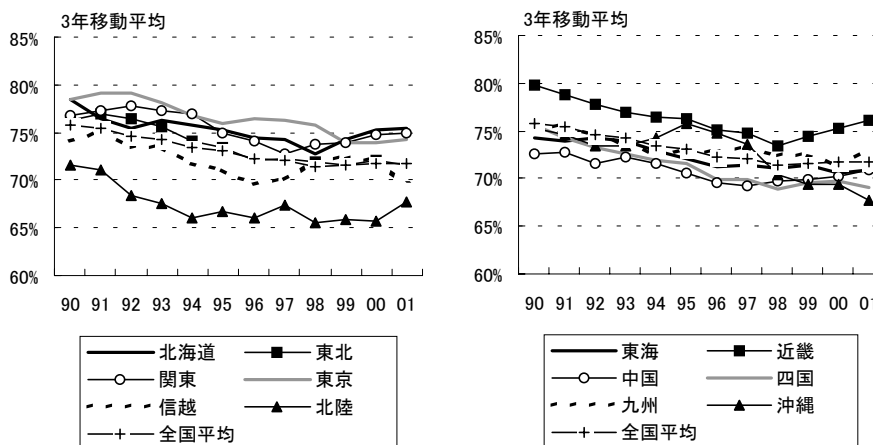 3年移動平均
85%
80%
75%
70%
65%
60%
90 91 92 93 94 95 96 97 98 99 00 01
北海道 東北
関東 東京
信越 北陸
全国平均
3年移動平均
85%
80%
75%
70%
65%
60%
90 91 92 93 94 95 96 97 98 99 00 01
東海 近畿
中国 四国
九州 沖縄
全国平均